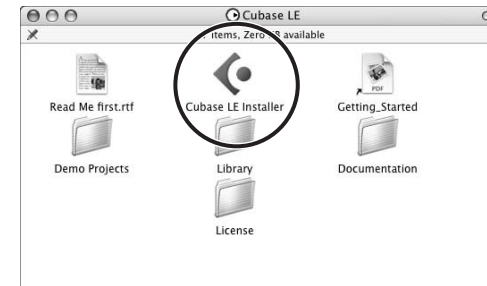 Cubase LE
Items, Zero KB available
Read Me first.rtf
Cubase LE Installer
PDF
Getting_Started
Demo Projects
Library
Documentation
License